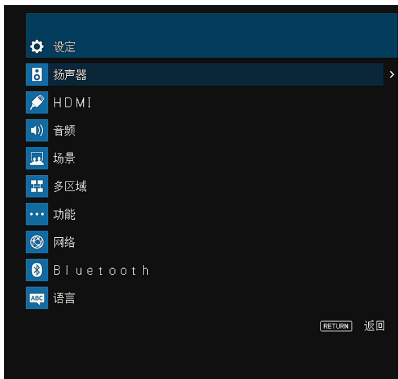 设定
扬声器
HDMI
音频
场景
多区域
功能
网络
Bluetooth
ABC 语言
RETURN 返回